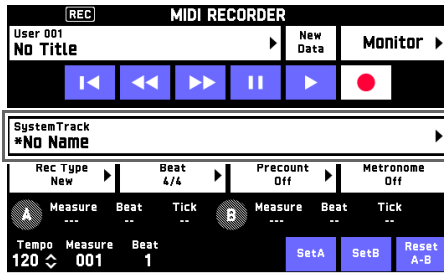 REC MIDI RECORDER
User 001
No Title
New
Data
Monitor
SystemTrack
*No Name
Rec Type
New
Beat
4/4
Precount
Off
Metronome
Off
A Measure Beat Tick B Measure Beat Tick
--- --- --- --- --- ---
Tempo Measure Beat
120 001 1
SetA SetB Reset
A-B